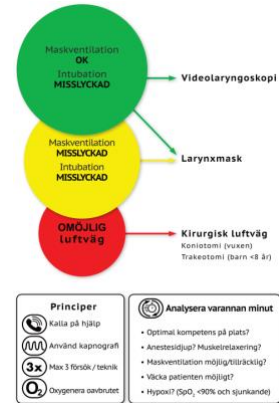 Maskventilation
OK
Intubation
MISSLYCKAD
Videolaryngoskopi
Maskventilation
MISSLYCKAD
Intubation
MISSLYCKAD
Larynxmask
OMÖJLIG
luftväg
Kirurgisk luftväg
Koniotomi (vuxen)
Trakeotomi (barn <8 år)
Principer
Kalla på hjälp
Använd kapnografi
3x Max 3 försök / teknik
O₂ Oxygenera oavbrutet
Analysera varannan minut
• Optimal kompetens på plats?
• Anestesidjup? Muskelrelaxering?
• Maskventilation möjlig/tillräcklig?
• Väcka patienten möjligt?
• Hypoxi? (SpO₂ <90% och sjunkande)